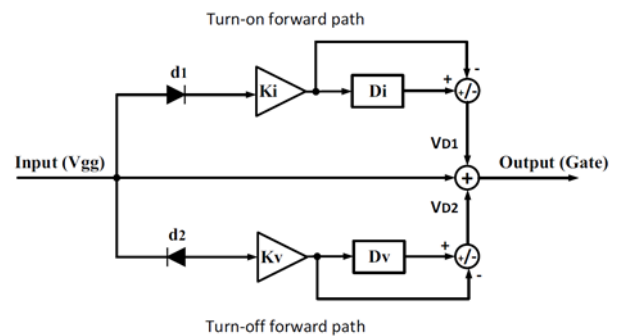 Turn-on forward path
d1
Ki
Di
+
-
+/-
VD1
Input (Vgg)
+
Output (Gate)
VD2
d2
Kv
Dv
+
+/-
-
Turn-off forward path